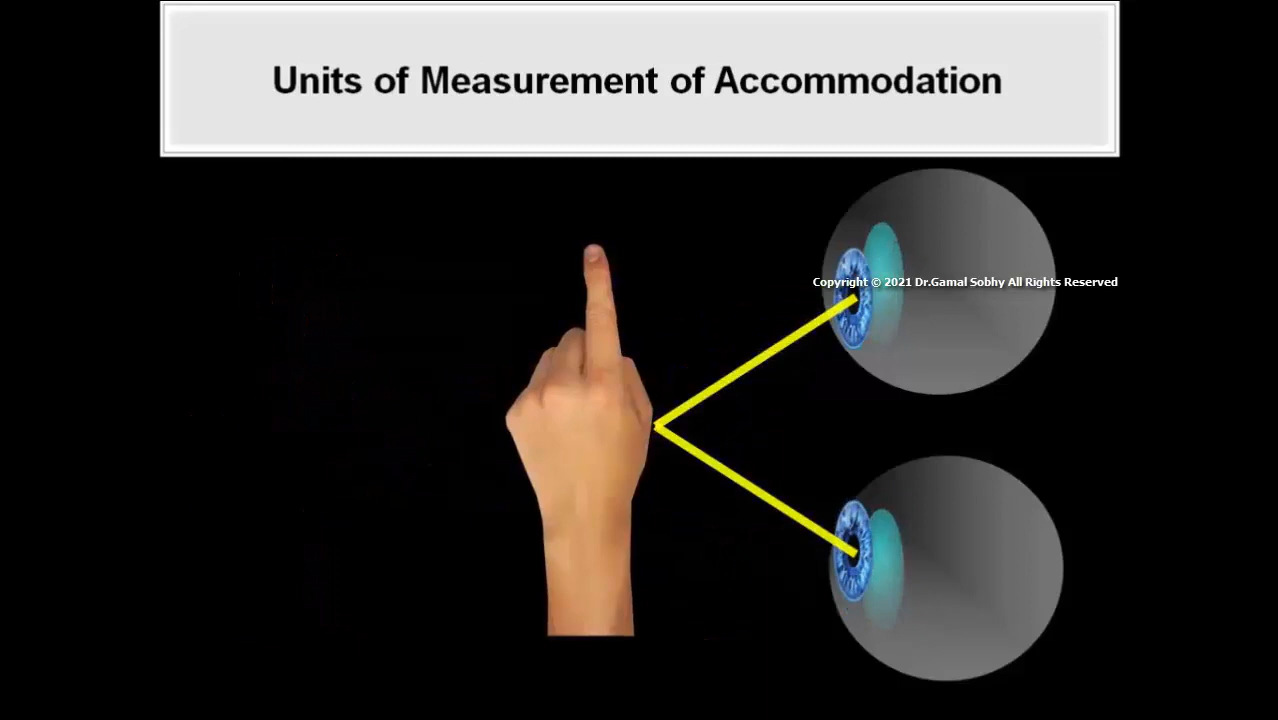 Units of Measurement of Accommodation
Copyright © 2021 Dr.Gamal Sobhy All Rights Reserved